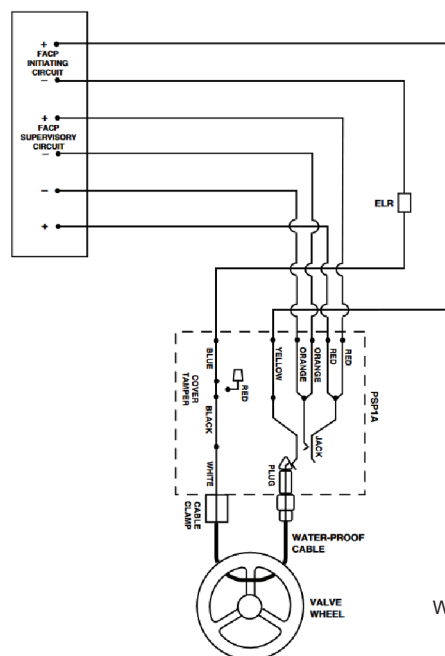 +
FACP
INITIATING
CIRCUIT
−
+
FACP
SUPERVISORY
CIRCUIT
−
−
+
ELR
BLUE
YELLOW
ORANGE
ORANGE
RED
RED
COVER
TAMPER
RED
BLACK
WHITE
PSP1A
JACK
PLUG
CABLE
CLAMP
WATER-PROOF
CABLE
VALVE
WHEEL
W